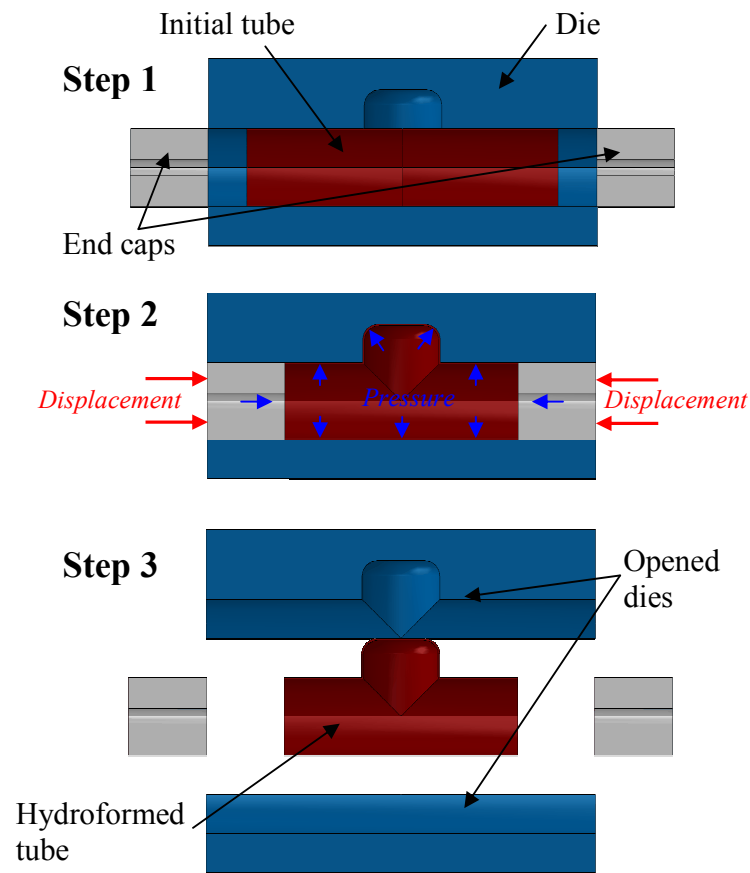 Initial tube
Die
Step 1
End caps
Step 2
Displacement
Pressure
Displacement
Step 3
Opened
dies
Hydroformed
tube